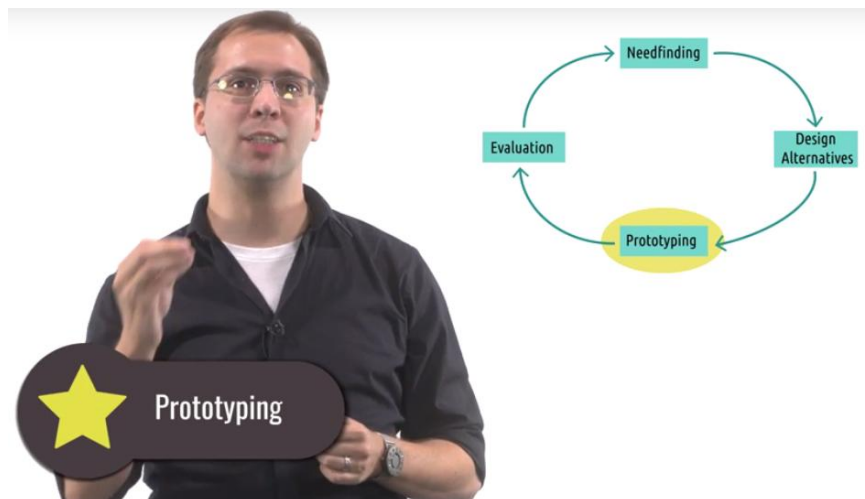 Needfinding
Evaluation
Design
Alternatives
Prototyping
Prototyping